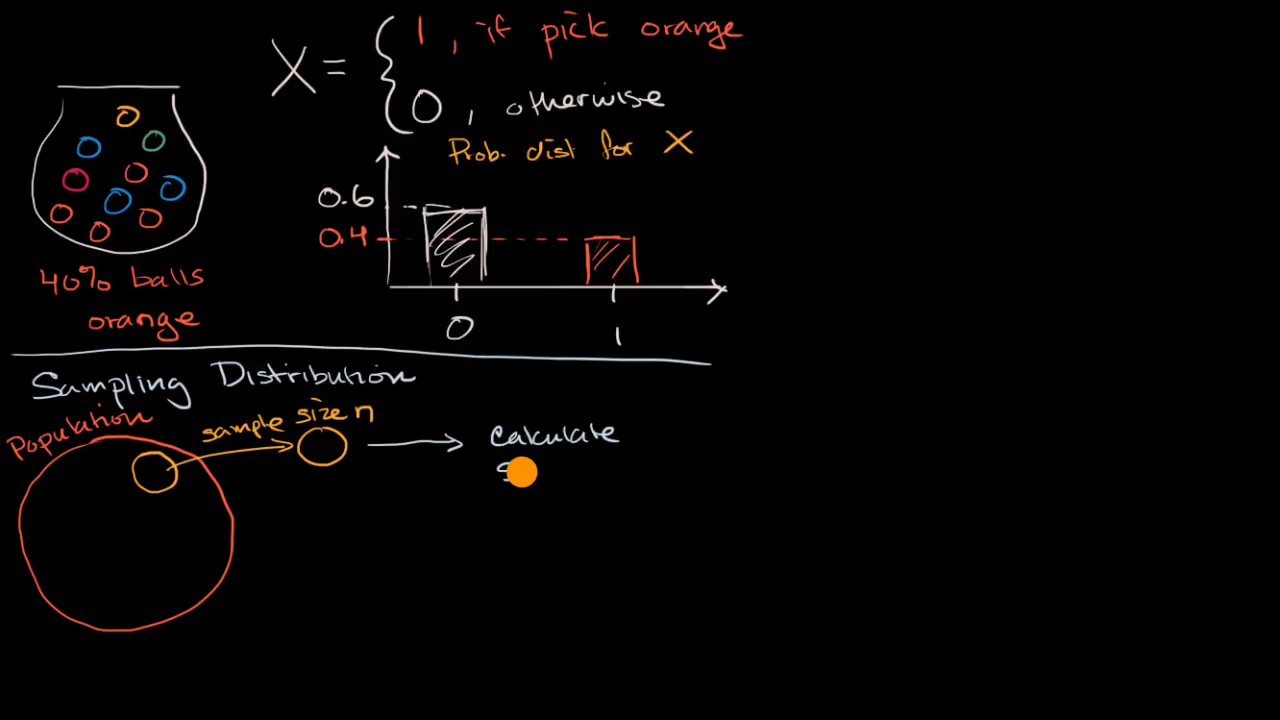 X = { 1, if pick orange
0, otherwise
Prob. dist for X
0.6
0.4
0 1
40% balls
orange
Sampling Distribution
Population
sample size n
Calculate
S